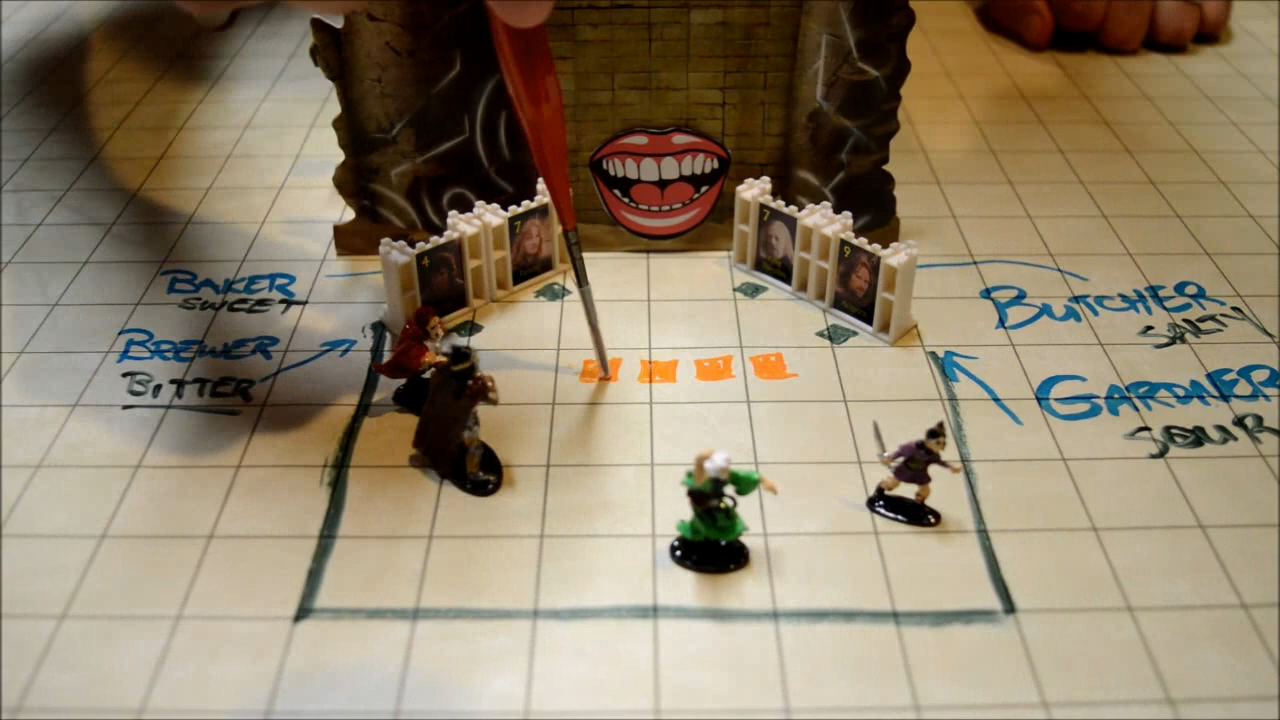 BAKER
SWEET
BREWER
BITTER
4
7
7
9
BUTCHER
SALTY
GARDNER
SOUR